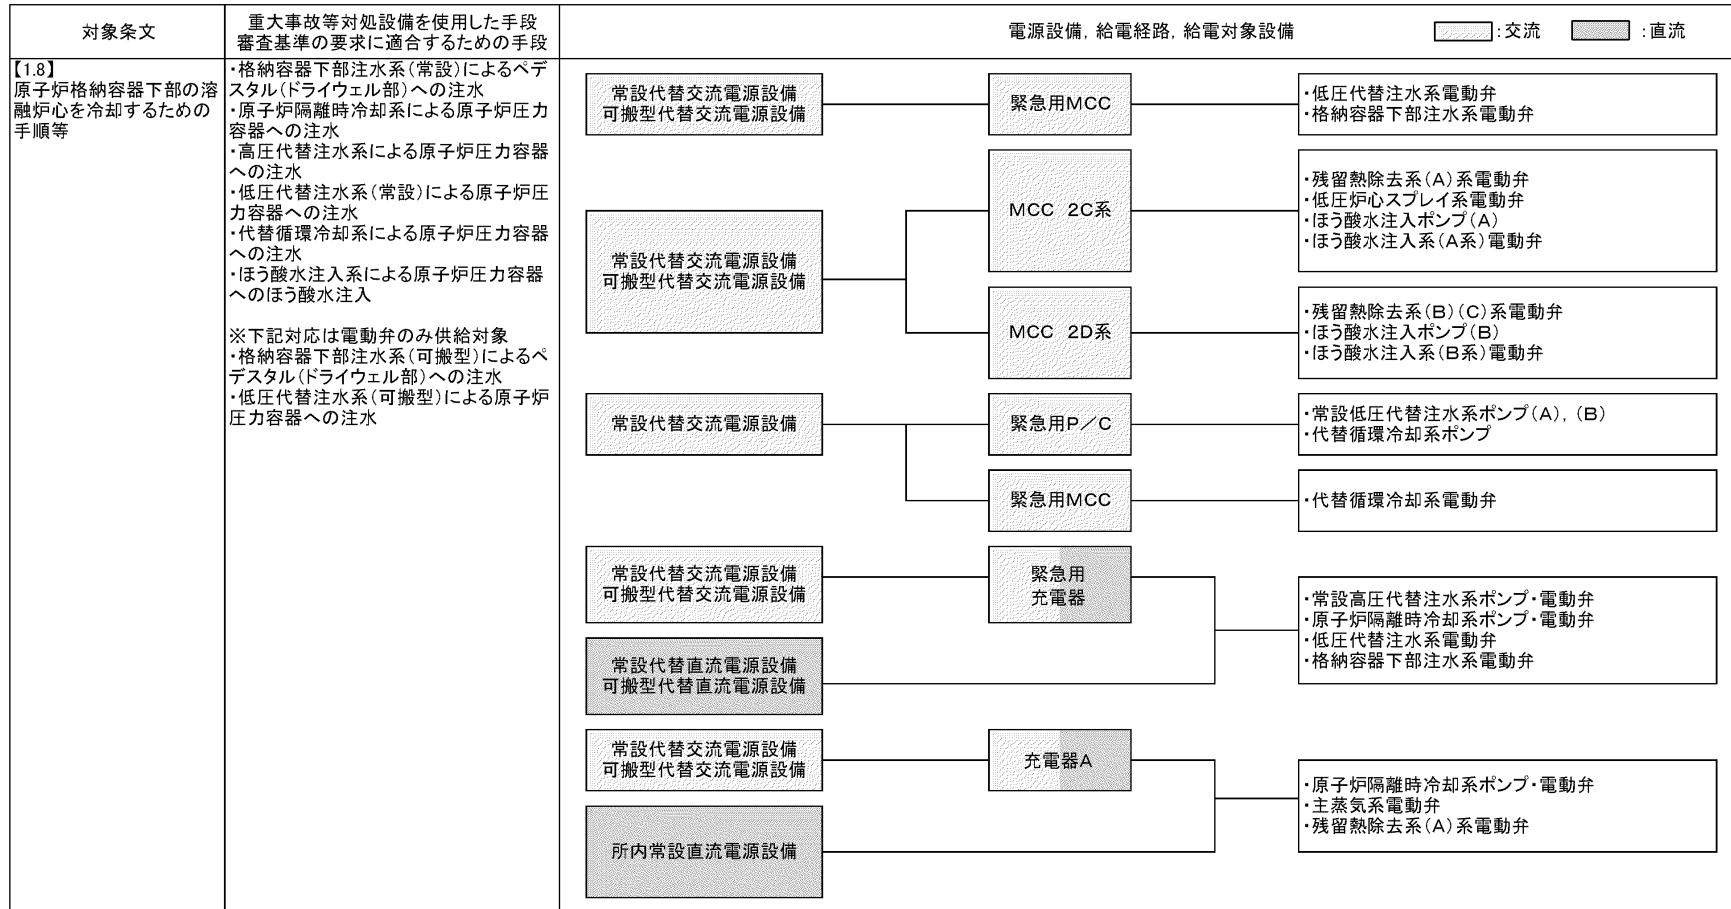 対象条文
重大事故等対処設備を使用した手段
審査基準の要求に適合するための手段
電源設備，給電経路，給電対象設備
：交流
：直流
【1.8】
原子炉格納容器下部の溶
融炉心を冷却するための
手順等
・格納容器下部注水系（常設）によるペデ
スタル（ドライウェル部）への注水
・原子炉隔離時冷却系による原子炉圧力
容器への注水
・高圧代替注水系による原子炉圧力容器
への注水
・低圧代替注水系（常設）による原子炉圧
力容器への注水
・代替循環冷却系による原子炉圧力容器
への注水
・ほう酸水注入系による原子炉圧力容器
へのほう酸水注入
※下記対応は電動弁のみ供給対象
・格納容器下部注水系（可搬型）によるペ
デスタル（ドライウェル部）への注水
・低圧代替注水系（可搬型）による原子炉
圧力容器への注水
常設代替交流電源設備
可搬型代替交流電源設備
緊急用MCC
・低圧代替注水系電動弁
・格納容器下部注水系電動弁
常設代替交流電源設備
可搬型代替交流電源設備
MCC 2C系
・残留熱除去系（A）系電動弁
・低圧炉心スプレイ系電動弁
・ほう酸水注入ポンプ（A）
・ほう酸水注入系（A系）電動弁
MCC 2D系
・残留熱除去系（B）（C）系電動弁
・ほう酸水注入ポンプ（B）
・ほう酸水注入系（B系）電動弁
常設代替交流電源設備
緊急用P／C
・常設低圧代替注水系ポンプ（A），（B）
・代替循環冷却系ポンプ
緊急用MCC
・代替循環冷却系電動弁
常設代替交流電源設備
可搬型代替交流電源設備
緊急用
充電器
常設代替直流電源設備
可搬型代替直流電源設備
・常設高圧代替注水系ポンプ・電動弁
・原子炉隔離時冷却系ポンプ・電動弁
・低圧代替注水系電動弁
・格納容器下部注水系電動弁
常設代替交流電源設備
可搬型代替交流電源設備
充電器A
所内常設直流電源設備
・原子炉隔離時冷却系ポンプ・電動弁
・主蒸気系電動弁
・残留熱除去系（A）系電動弁